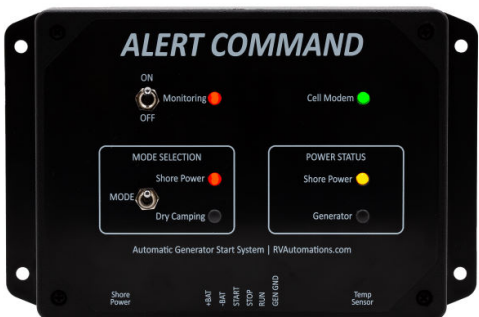 ALERT COMMAND
ON
Monitoring
OFF
Cell Modem
MODE SELECTION
Shore Power
MODE
Dry Camping
POWER STATUS
Shore Power
Generator
Automatic Generator Start System | RVAutomations.com
Shore
Power
+BAT
-BAT
START
STOP
RUN
GEN GND
Temp
Sensor